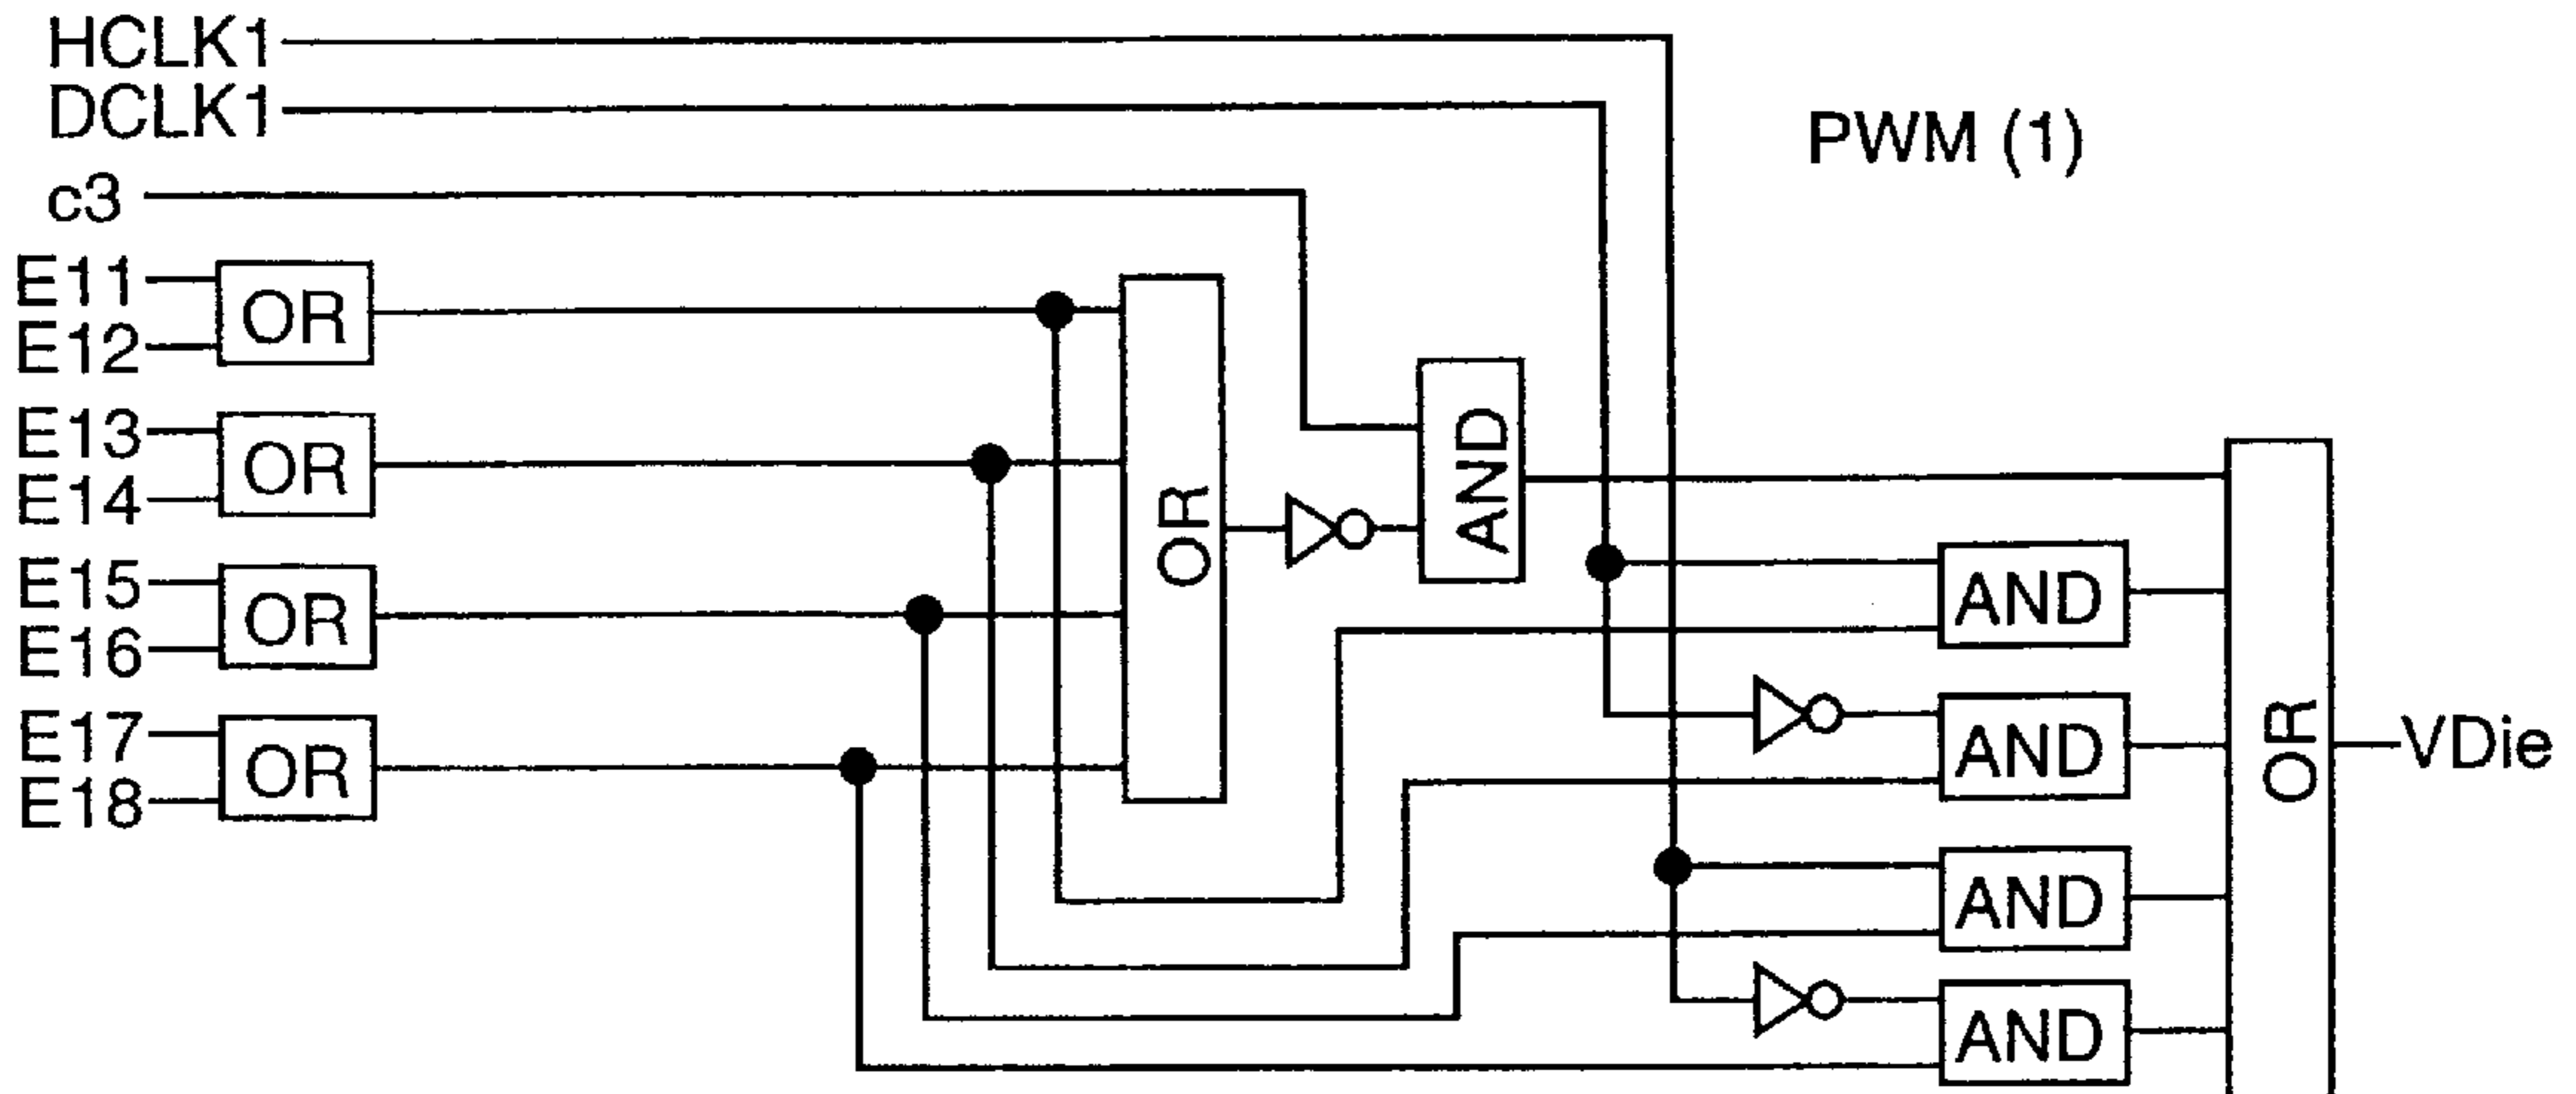 HCLK1
DCLK1
PWM (1)
c3
E11
E12
OR
E13
E14
OR
E15
E16
OR
E17
E18
OR
OR
AND
AND
AND
AND
AND
OR
VDie